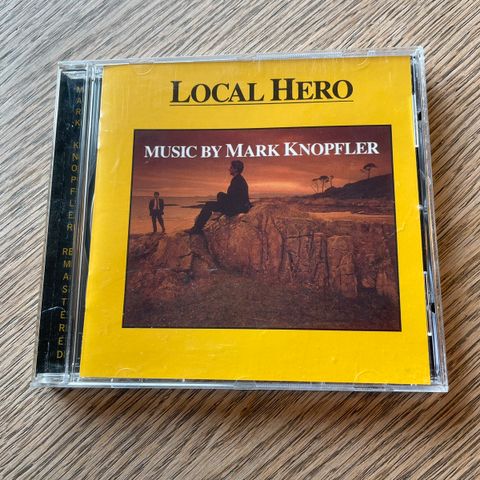 LOCAL HERO
MUSIC BY MARK KNOPFLER
MARK KNOPFLER REMASTERED